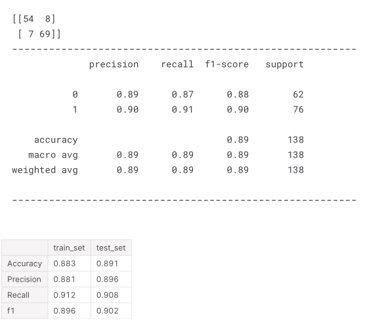 [[54  8]
 [ 7 69]]
------------------------------------------------------------
              precision    recall  f1-score   support

           0       0.89      0.87      0.88        62
           1       0.90      0.91      0.90        76

    accuracy                           0.89       138
   macro avg       0.89      0.89      0.89       138
weighted avg       0.89      0.89      0.89       138

------------------------------------------------------------
train_set test_set
Accuracy 0.883 0.891
Precision 0.881 0.896
Recall 0.912 0.908
f1 0.896 0.902